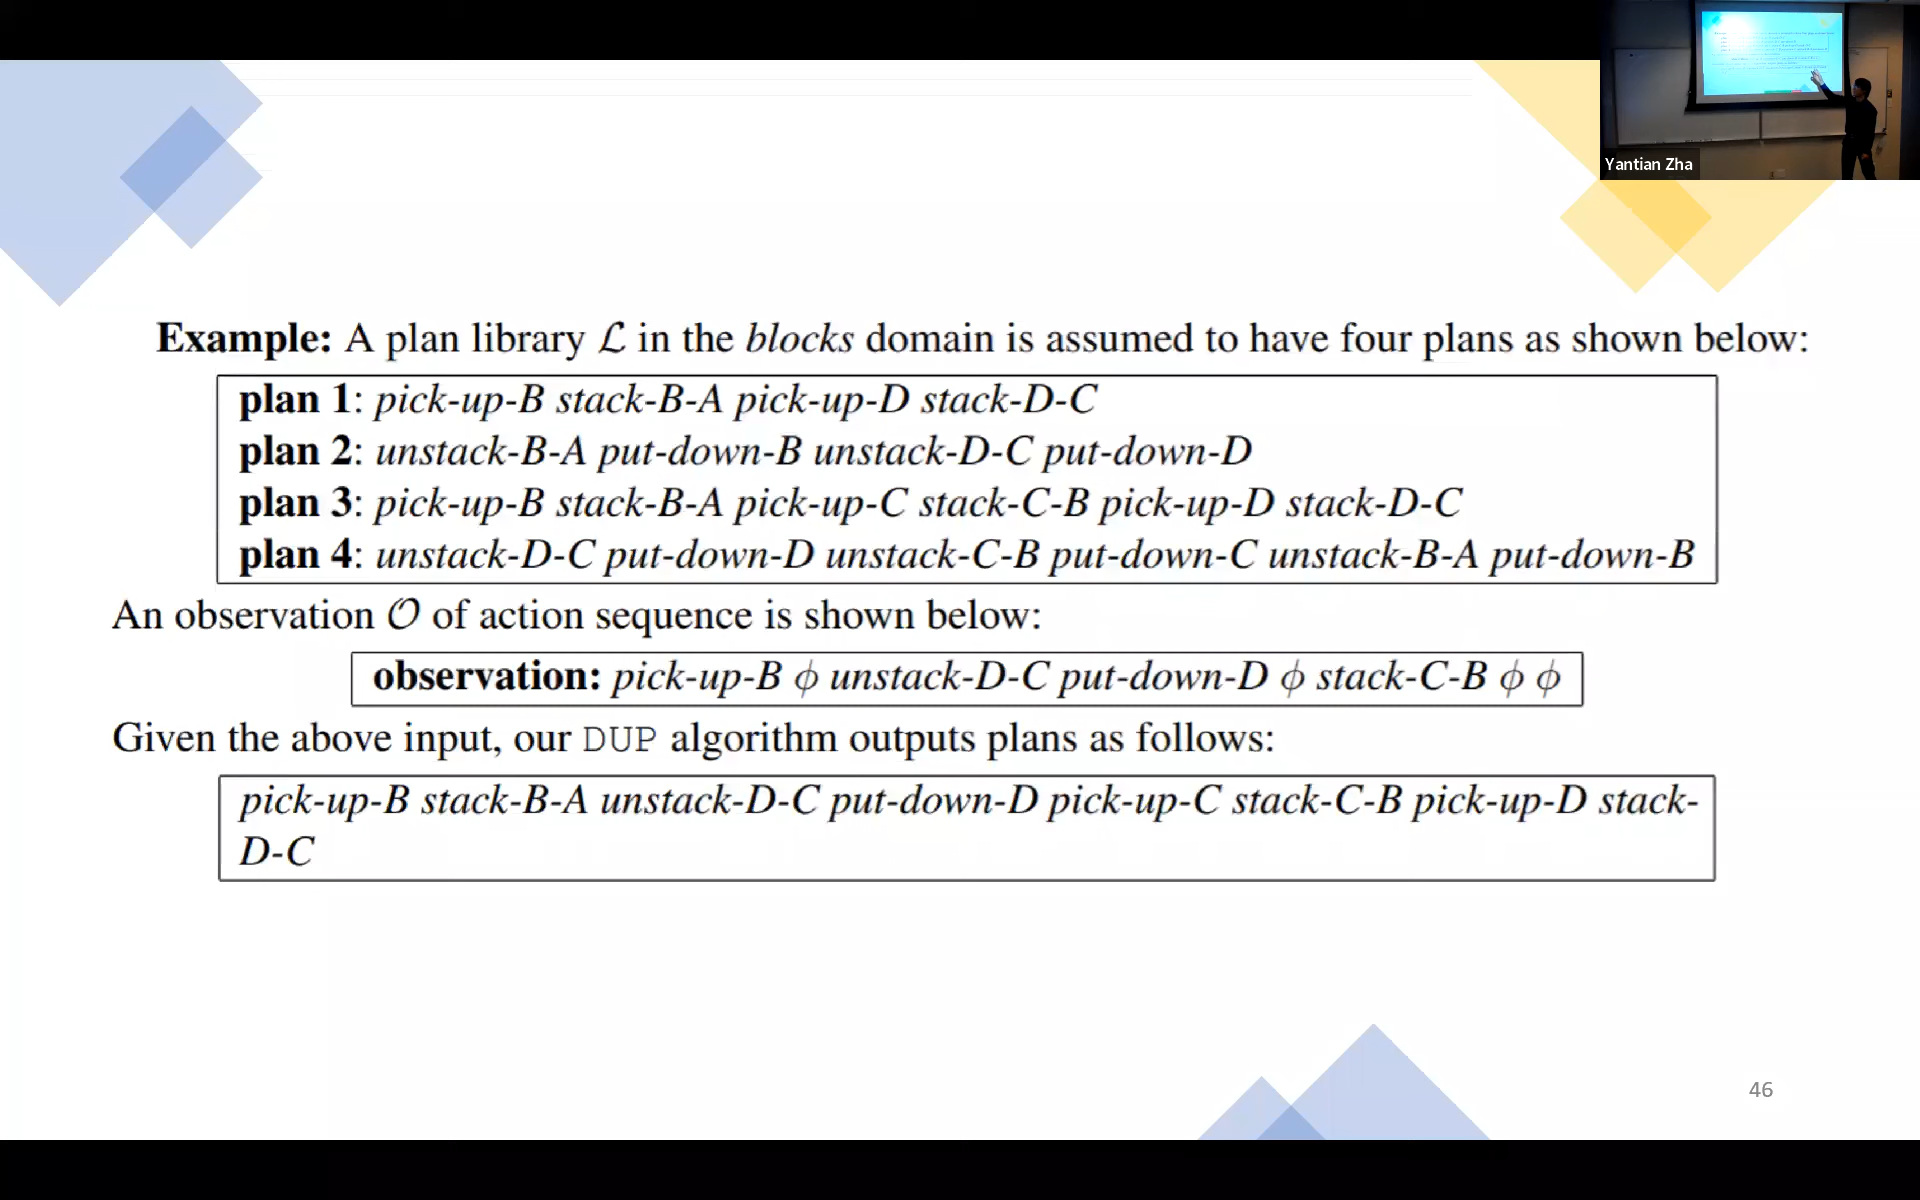 Yantian Zha
Example: A plan library ℒ in the blocks domain is assumed to have four plans as shown below:
plan 1: pick-up-B stack-B-A pick-up-D stack-D-C
plan 2: unstack-B-A put-down-B unstack-D-C put-down-D
plan 3: pick-up-B stack-B-A pick-up-C stack-C-B pick-up-D stack-D-C
plan 4: unstack-D-C put-down-D unstack-C-B put-down-C unstack-B-A put-down-B
An observation 𝒪 of action sequence is shown below:
observation: pick-up-B ϕ unstack-D-C put-down-D ϕ stack-C-B ϕ ϕ
Given the above input, our DUP algorithm outputs plans as follows:
pick-up-B stack-B-A unstack-D-C put-down-D pick-up-C stack-C-B pick-up-D stack-
D-C
46